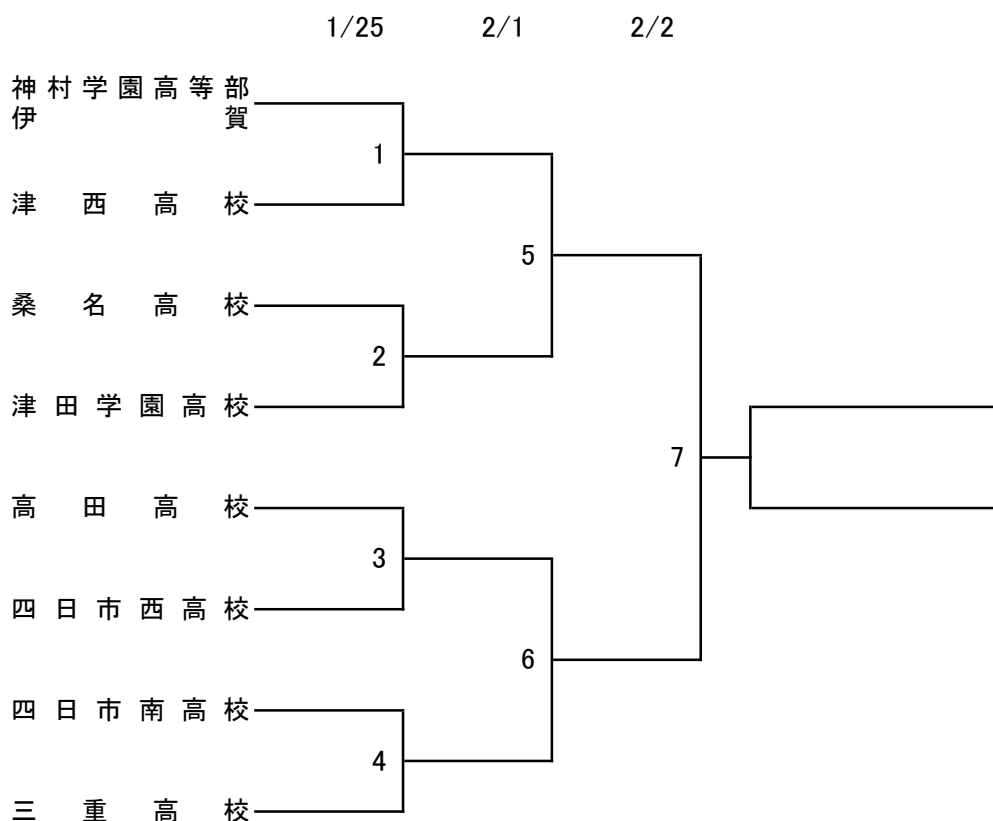 1/25 2/1 2/2
神村学園高等部
伊賀
1
津西高校
5
桑名高校
2
津田学園高校
7
高田高校
3
四日市西高校
6
四日市南高校
4
三重高校